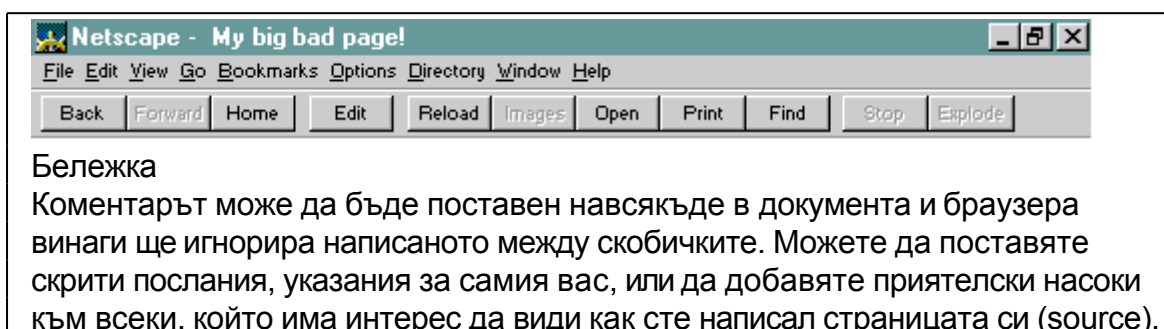 Netscape - My big bad page!
File Edit View Go Bookmarks Options Directory Window Help
Back Forward Home Edit Reload Images Open Print Find Stop Explode
Бележка
Коментарът може да бъде поставен навсякъде в документа и браузера
винаги ще игнорира написаното между скобичките. Можете да поставяте
скрити послания, указания за самия вас, или да добавяте приятелски насоки
към всеки, който има интерес да види как сте написал страницата си (source).